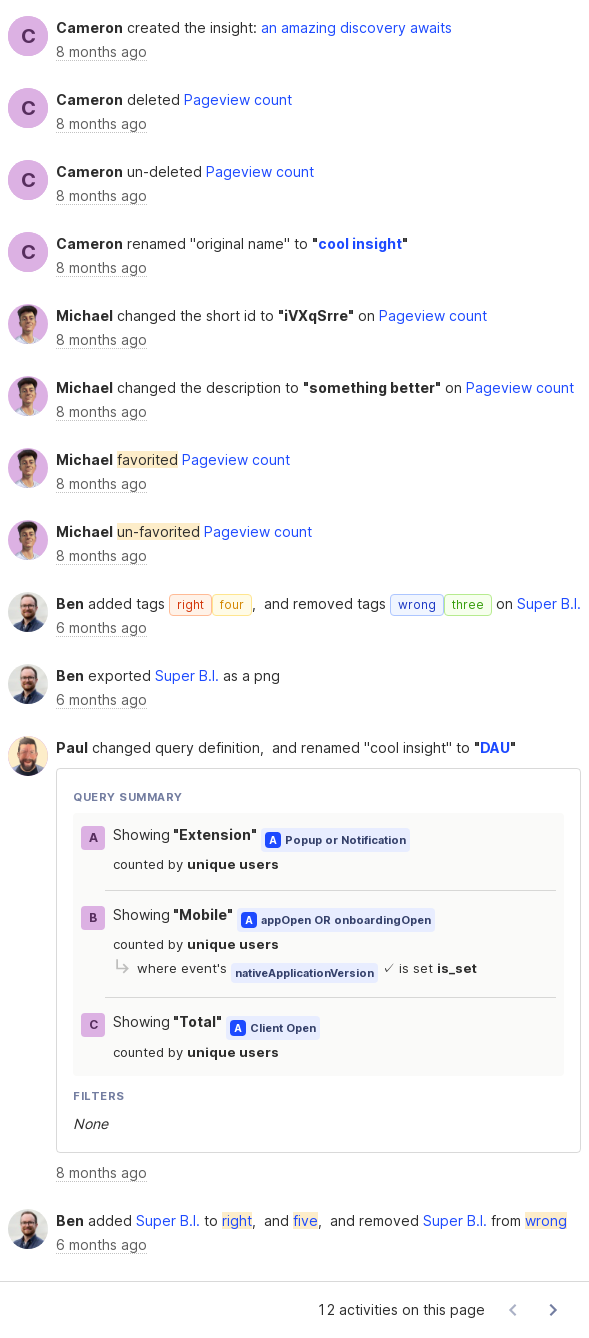 C
Cameron created the insight: an amazing discovery awaits
8 months ago
C
Cameron deleted Pageview count
8 months ago
C
Cameron un-deleted Pageview count
8 months ago
C
Cameron renamed "original name" to "cool insight"
8 months ago
Michael changed the short id to "iVXqSrre" on Pageview count
8 months ago
Michael changed the description to "something better" on Pageview count
8 months ago
Michael favorited Pageview count
8 months ago
Michael un-favorited Pageview count
8 months ago
Ben added tags right four, and removed tags wrong three on Super B.I.
6 months ago
Ben exported Super B.I. as a png
6 months ago
Paul changed query definition, and renamed "cool insight" to "DAU"
QUERY SUMMARY
A Showing "Extension" A Popup or Notification
counted by unique users
B Showing "Mobile" A appOpen OR onboardingOpen
counted by unique users
where event's nativeApplicationVersion ✓ is set is_set
C Showing "Total" A Client Open
counted by unique users
FILTERS
None
8 months ago
Ben added Super B.I. to right, and five, and removed Super B.I. from wrong
6 months ago
12 activities on this page